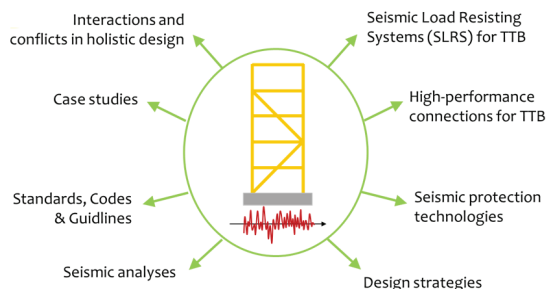 Interactions and
conflicts in holistic design
Seismic Load Resisting
Systems (SLRS) for TTB
Case studies
High-performance
connections for TTB
Standards, Codes
& Guidlines
Seismic protection
technologies
Seismic analyses
Design strategies